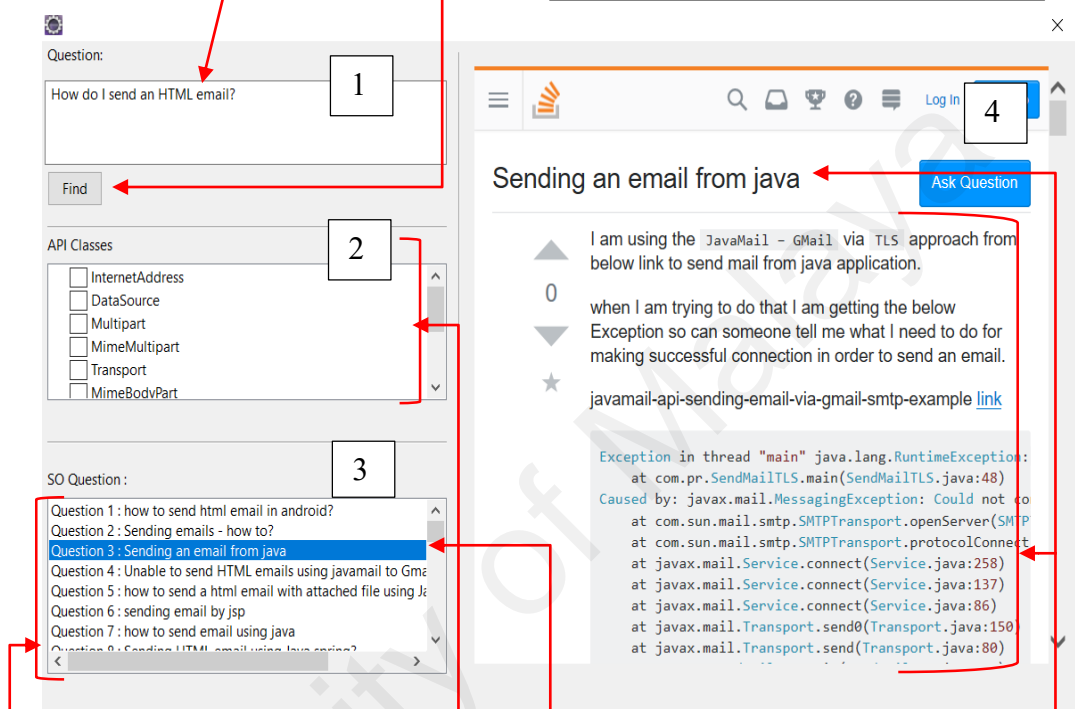 Question:
1
How do I send an HTML email?
Find
API Classes
2
InternetAddress
DataSource
Multipart
MimeMultipart
Transport
MimeBodyPart
SO Question :
3
Question 1 : how to send html email in android?
Question 2 : Sending emails - how to?
Question 3 : Sending an email from java
Question 4 : Unable to send HTML emails using javamail to Gma
Question 5 : how to send a html email with attached file using Ja
Question 6 : sending email by jsp
Question 7 : how to send email using java
Question 8 : Sending HTML email using Java spring?
Log In
4
Sending an email from java
Ask Question
I am using the JavaMail - GMail via TLS approach from
below link to send mail from java application.
0
when I am trying to do that I am getting the below
Exception so can someone tell me what I need to do for
making successful connection in order to send an email.
javamail-api-sending-email-via-gmail-smtp-example link
Exception in thread "main" java.lang.RuntimeException:
at com.pr.SendMailTLS.main(SendMailTLS.java:48)
Caused by: javax.mail.MessagingException: Could not co
at com.sun.mail.smtp.SMTPTransport.openServer(SMTP
at com.sun.mail.smtp.SMTPTransport.protocolConnect
at javax.mail.Service.connect(Service.java:258)
at javax.mail.Service.connect(Service.java:137)
at javax.mail.Service.connect(Service.java:86)
at javax.mail.Transport.send0(Transport.java:150)
at javax.mail.Transport.send(Transport.java:80)
ity of Malaya